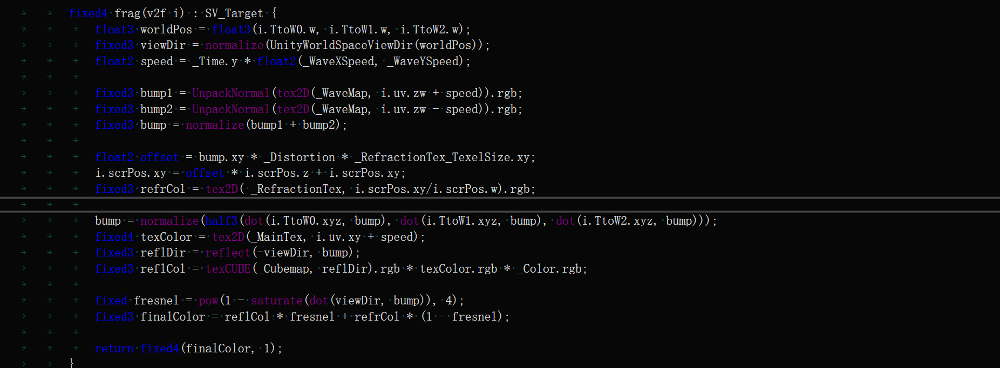 fixed4 frag(v2f i) : SV_Target {
float3 worldPos = float3(i.TtoW0.w, i.TtoW1.w, i.TtoW2.w);
fixed3 viewDir = normalize(UnityWorldSpaceViewDir(worldPos));
float2 speed = _Time.y * float2(_WaveXSpeed, _WaveYSpeed);
fixed3 bump1 = UnpackNormal(tex2D(_WaveMap, i.uv.zw + speed)).rgb;
fixed3 bump2 = UnpackNormal(tex2D(_WaveMap, i.uv.zw - speed)).rgb;
fixed3 bump = normalize(bump1 + bump2);
float2 offset = bump.xy * _Distortion * _RefractionTex_TexelSize.xy;
i.scrPos.xy = offset * i.scrPos.z + i.scrPos.xy;
fixed3 refrCol = tex2D( _RefractionTex, i.scrPos.xy/i.scrPos.w).rgb;
bump = normalize(half3(dot(i.TtoW0.xyz, bump), dot(i.TtoW1.xyz, bump), dot(i.TtoW2.xyz, bump)));
fixed4 texColor = tex2D(_MainTex, i.uv.xy + speed);
fixed3 reflDir = reflect(-viewDir, bump);
fixed3 reflCol = texCUBE(_Cubemap, reflDir).rgb * texColor.rgb * _Color.rgb;
fixed fresnel = pow(1 - saturate(dot(viewDir, bump)), 4);
fixed3 finalColor = reflCol * fresnel + refrCol * (1 - fresnel);
return fixed4(finalColor, 1);
}